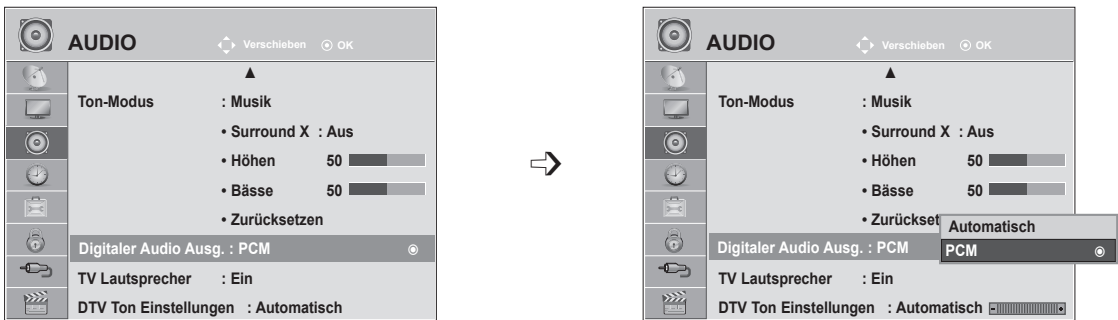 AUDIO
Verschieben
OK
Ton-Modus : Musik
• Surround X : Aus
• Höhen 50
• Bässe 50
• Zurücksetzen
Digitaler Audio Ausg. : PCM
TV Lautsprecher : Ein
DTV Ton Einstellungen : Automatisch
AUDIO
Verschieben
OK
Ton-Modus : Musik
• Surround X : Aus
• Höhen 50
• Bässe 50
• Zurückset
Automatisch
Digitaler Audio Ausg. : PCM
PCM
TV Lautsprecher : Ein
DTV Ton Einstellungen : Automatisch